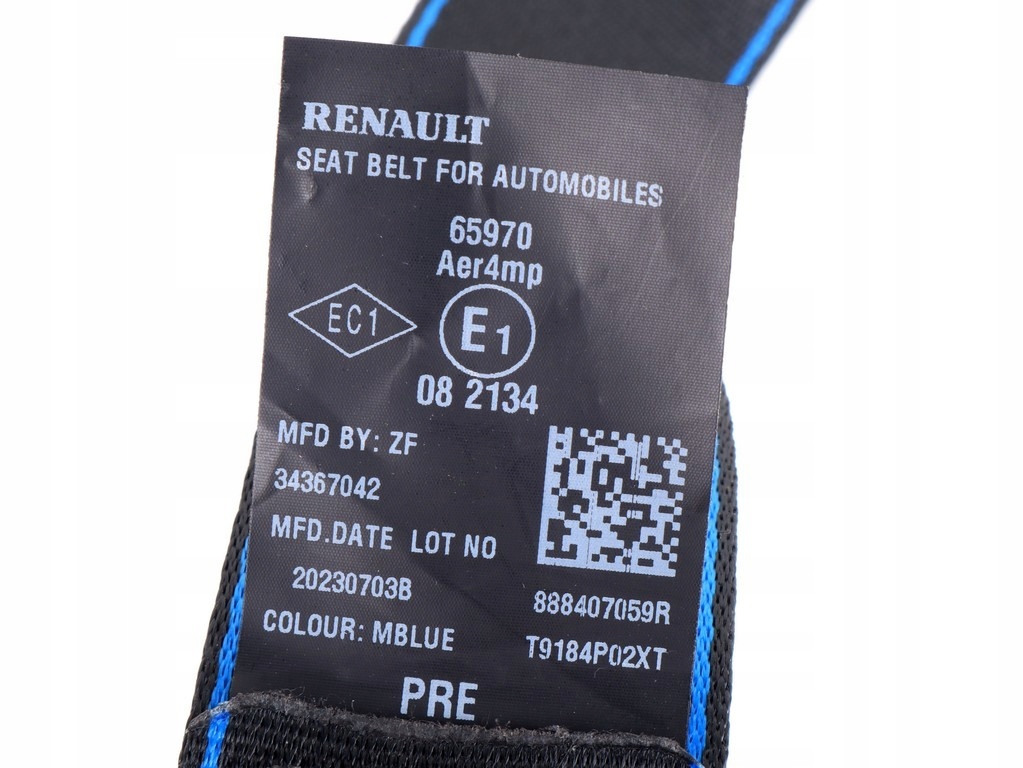 RENAULT
SEAT BELT FOR AUTOMOBILES
65970
Aer4mp
EC1
E1
08 2134
MFD BY: ZF
34367042
MFD.DATE LOT NO
20230703B
888407059R
COLOUR: MBLUE
T9184P02XT
PRE